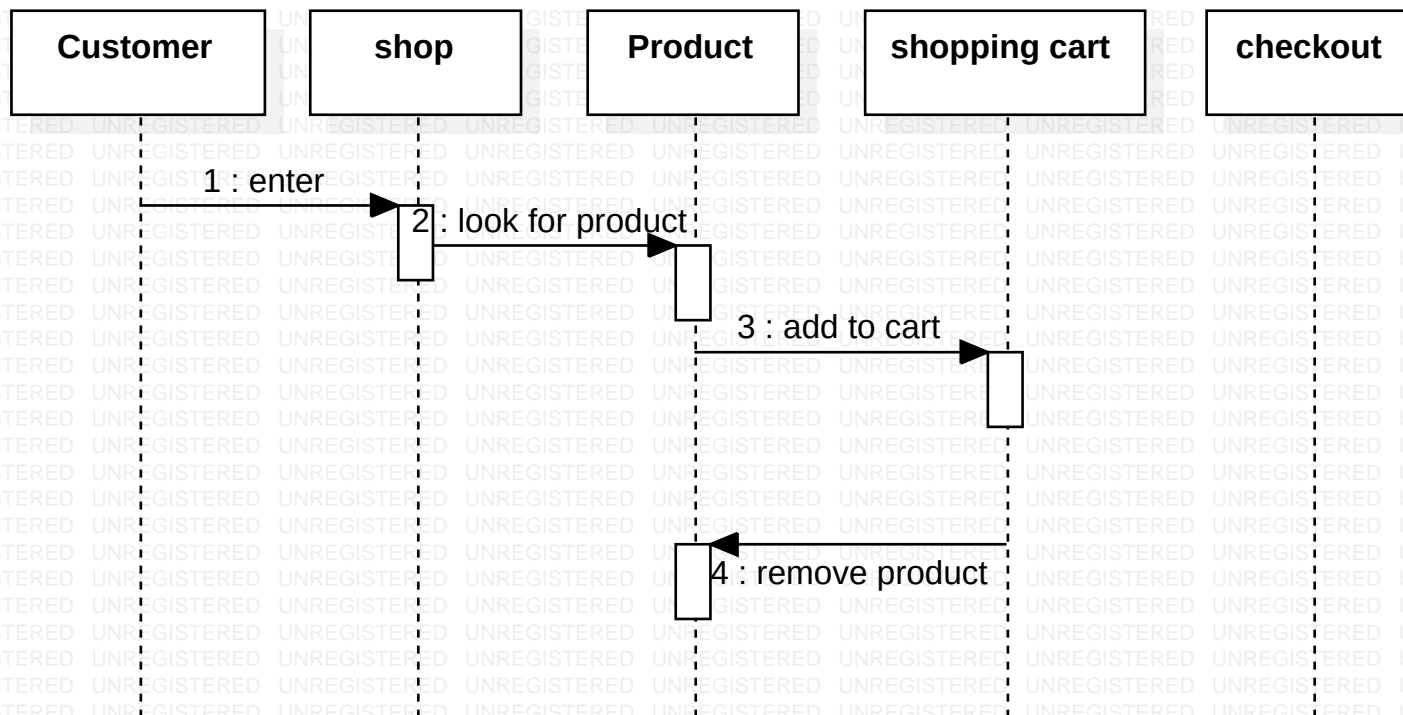 Customer
shop
Product
shopping cart
checkout
1 : enter
2 : look for product
3 : add to cart
4 : remove product
UNREGISTERED